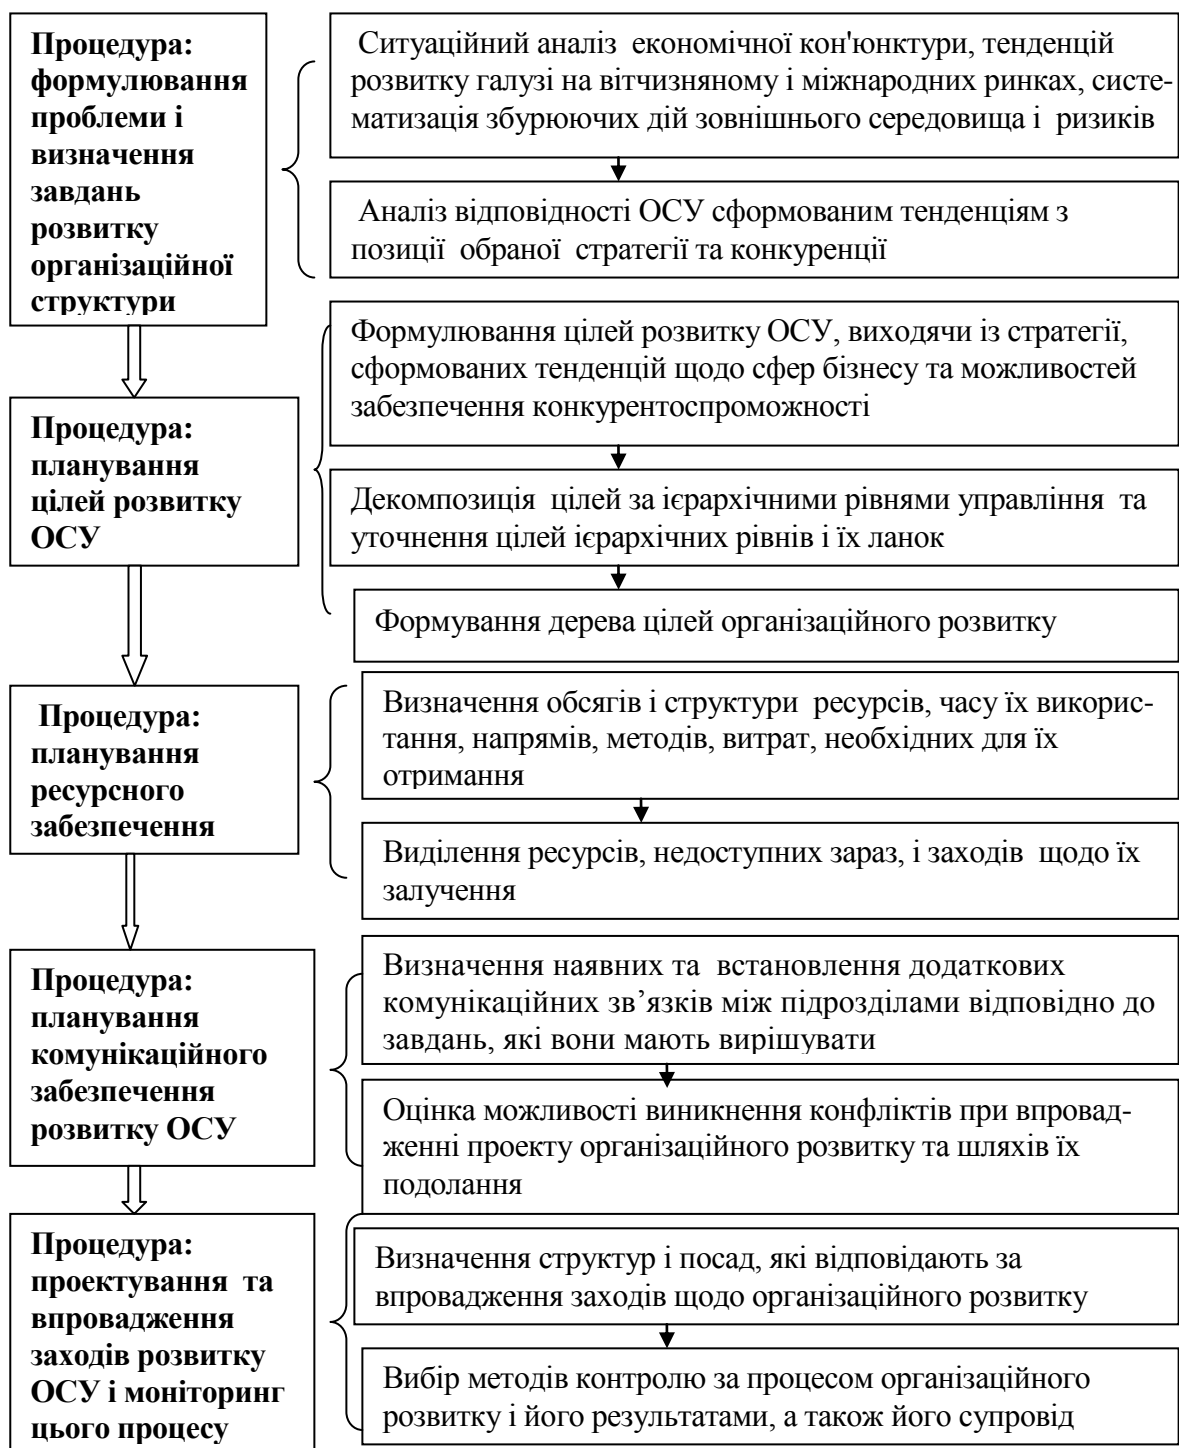 Процедура:
формулювання
проблеми і
визначення
завдань
розвитку
організаційної
структури
Ситуаційний аналіз економічної кон'юнктури, тенденцій
розвитку галузі на вітчизняному і міжнародних ринках, систе-
матизація збурюючих дій зовнішнього середовища і ризиків
Аналіз відповідності ОСУ сформованим тенденціям з
позиції обраної стратегії та конкуренції
Процедура:
планування
цілей розвитку
ОСУ
Формулювання цілей розвитку ОСУ, виходячи із стратегії,
сформованих тенденцій щодо сфер бізнесу та можливостей
забезпечення конкурентоспроможності
Декомпозиція цілей за ієрархічними рівнями управління та
уточнення цілей ієрархічних рівнів і їх ланок
Формування дерева цілей організаційного розвитку
Процедура:
планування
ресурсного
забезпечення
Визначення обсягів і структури ресурсів, часу їх викорис-
тання, напрямів, методів, витрат, необхідних для їх
отримання
Виділення ресурсів, недоступних зараз, і заходів щодо їх
залучення
Процедура:
планування
комунікаційного
забезпечення
розвитку ОСУ
Визначення наявних та встановлення додаткових
комунікаційних зв’язків між підрозділами відповідно до
завдань, які вони мають вирішувати
Оцінка можливості виникнення конфліктів при впровад-
женні проекту організаційного розвитку та шляхів їх
подолання
Процедура:
проектування та
впровадження
заходів розвитку
ОСУ і моніторинг
цього процесу
Визначення структур і посад, які відповідають за
впровадження заходів щодо організаційного розвитку
Вибір методів контролю за процесом організаційного
розвитку і його результатами, а також його супровід